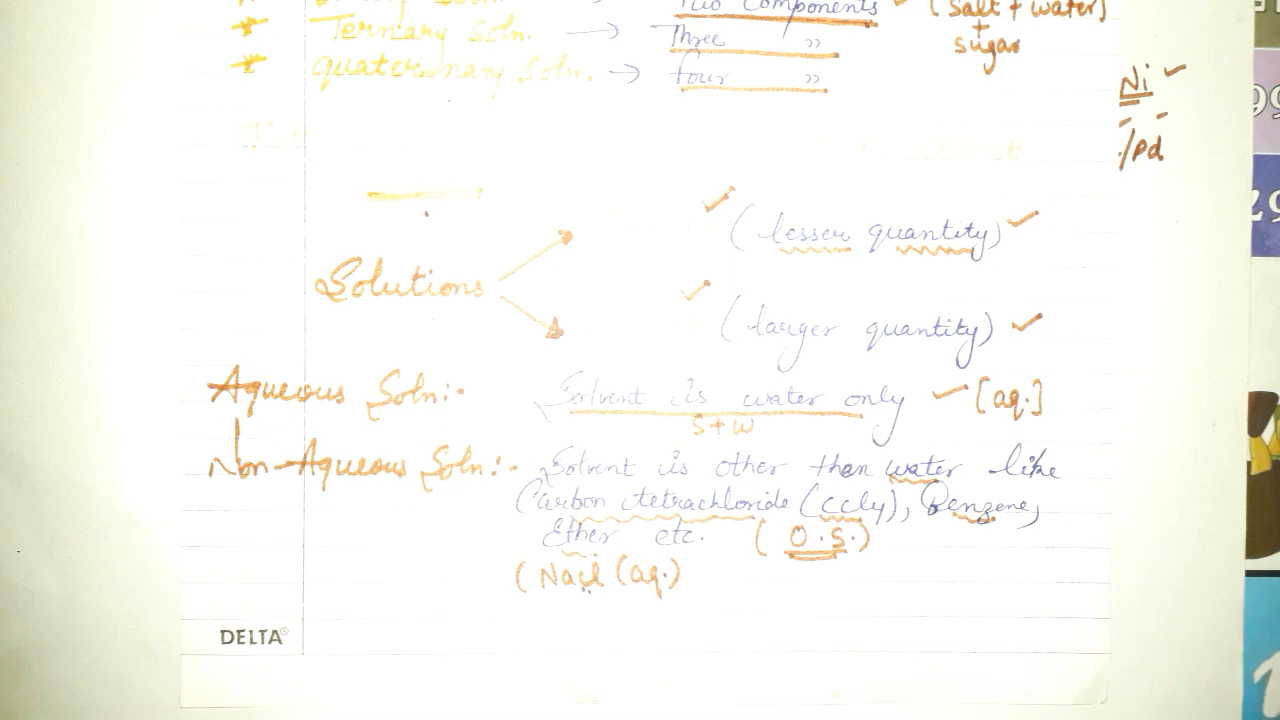 Two Components (salt + water)
* Ternary Soln. → Three " + sugar
* quaternary Soln. → four "
Ni
/Pd
(lesser quantity)
Solutions
(larger quantity)
Aqueous Soln:- Solvent is water only [aq.]
S+W
Non-Aqueous Soln:- Solvent is other than water like
Carbon tetrachloride (CCly), Benzene,
Ether etc. (O.S.)
(Nacl (aq.)
DELTA